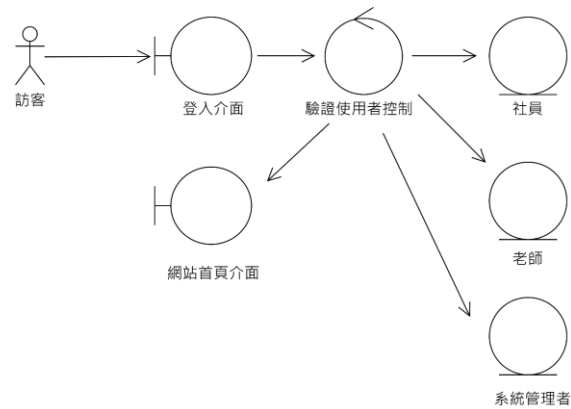 訪客
登入介面
驗證使用者控制
社員
網站首頁介面
老師
系統管理者